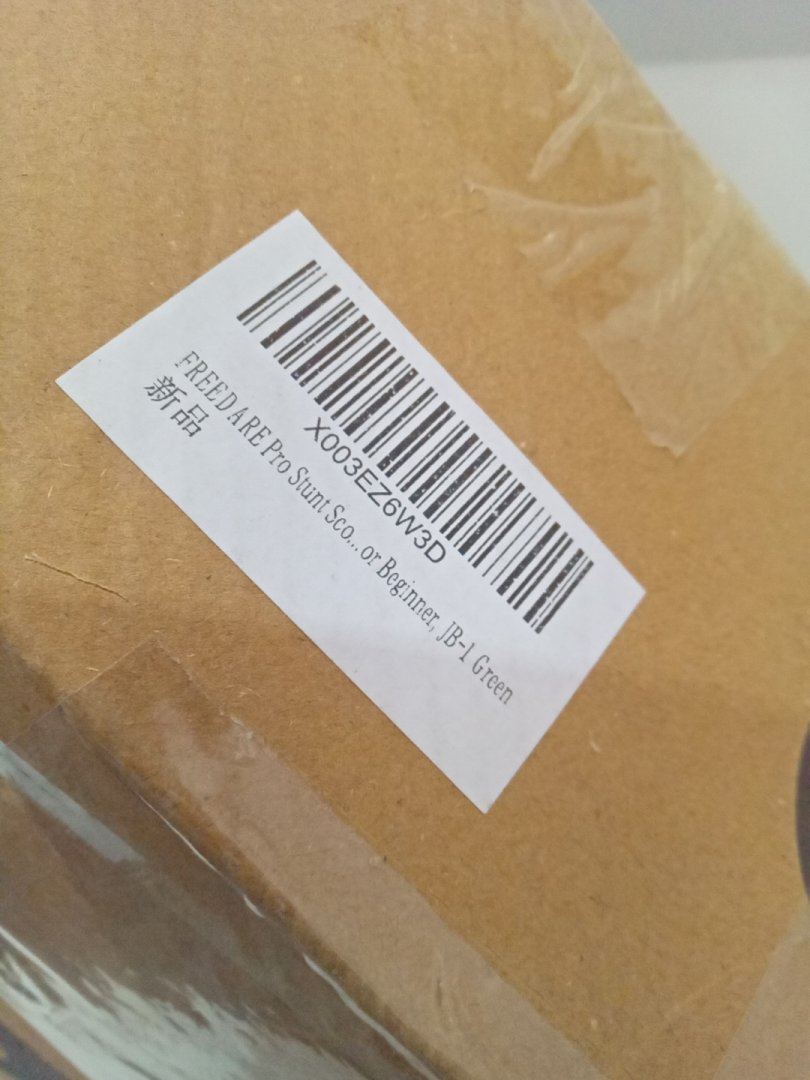 X003EZ6W3D
FREEDARE Pro Stunt Sco... or Beginner, JB-1 Green
新品